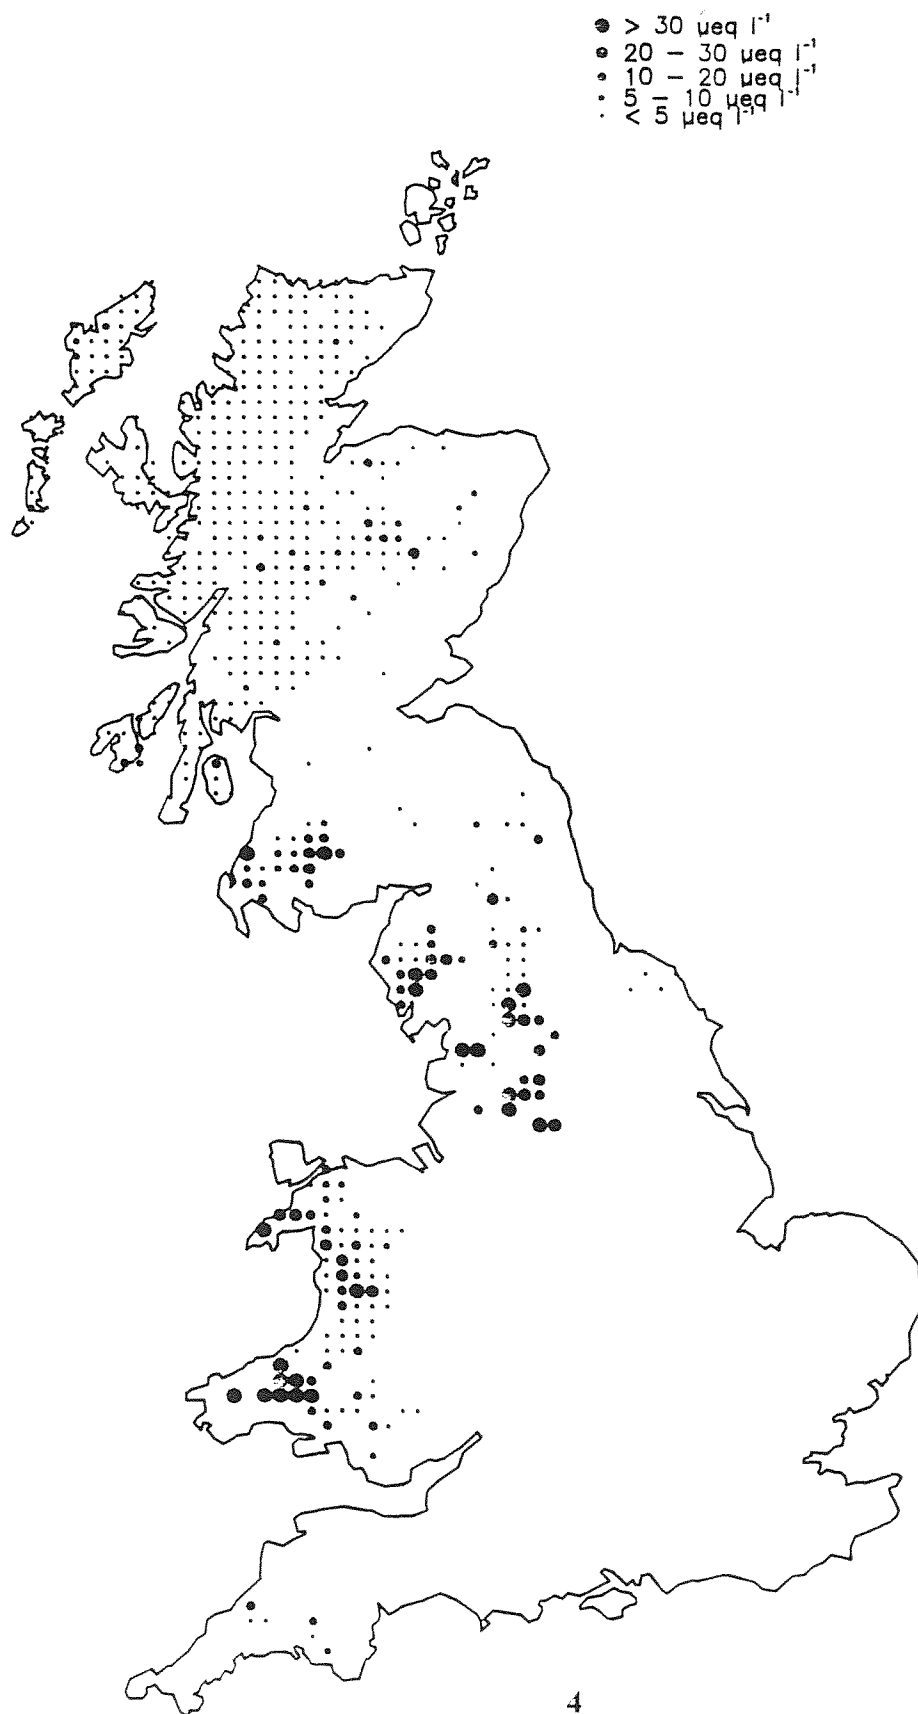 > 30 µeq l⁻¹
20 – 30 µeq l⁻¹
10 – 20 µeq l⁻¹
5 – 10 µeq l⁻¹
< 5 µeq l⁻¹
4